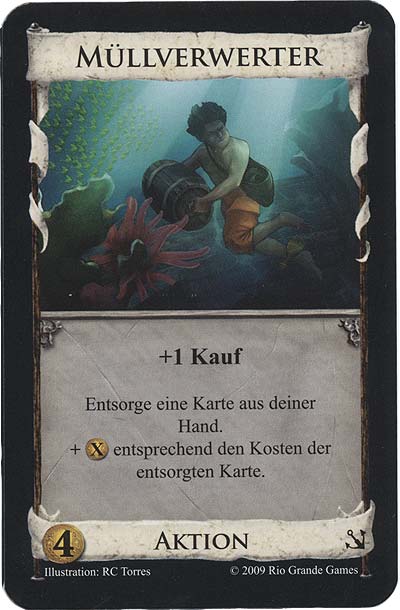 MÜLLVERWERTER
+1 Kauf
Entsorge eine Karte aus deiner
Hand.
+ X entsprechend den Kosten der
entsorgten Karte.
4 AKTION
Illustration: RC Torres © 2009 Rio Grande Games